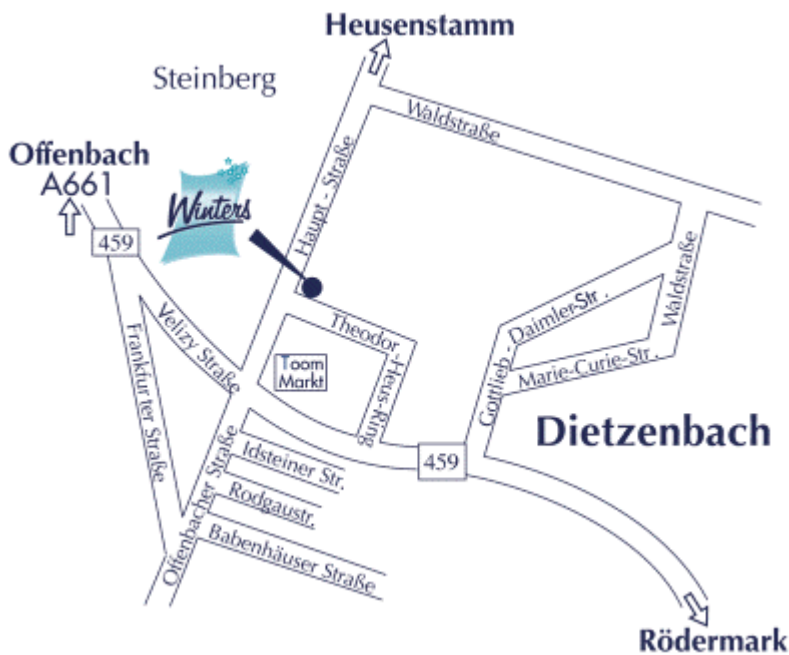 Heusenstamm
Steinberg
Waldstraße
Offenbach
A661
Winters
Haupt - Straße
459
Waldstraße
Velizy Straße
Theodor-Heus-Ring
Gottlieb - Daimler-Str.
Frankfurter Straße
Toom
Markt
Marie-Curie-Str.
Dietzenbach
Offenbacher Straße
Idsteiner Str.
459
Rodgaustr.
Babenhäuser Straße
Rödermark